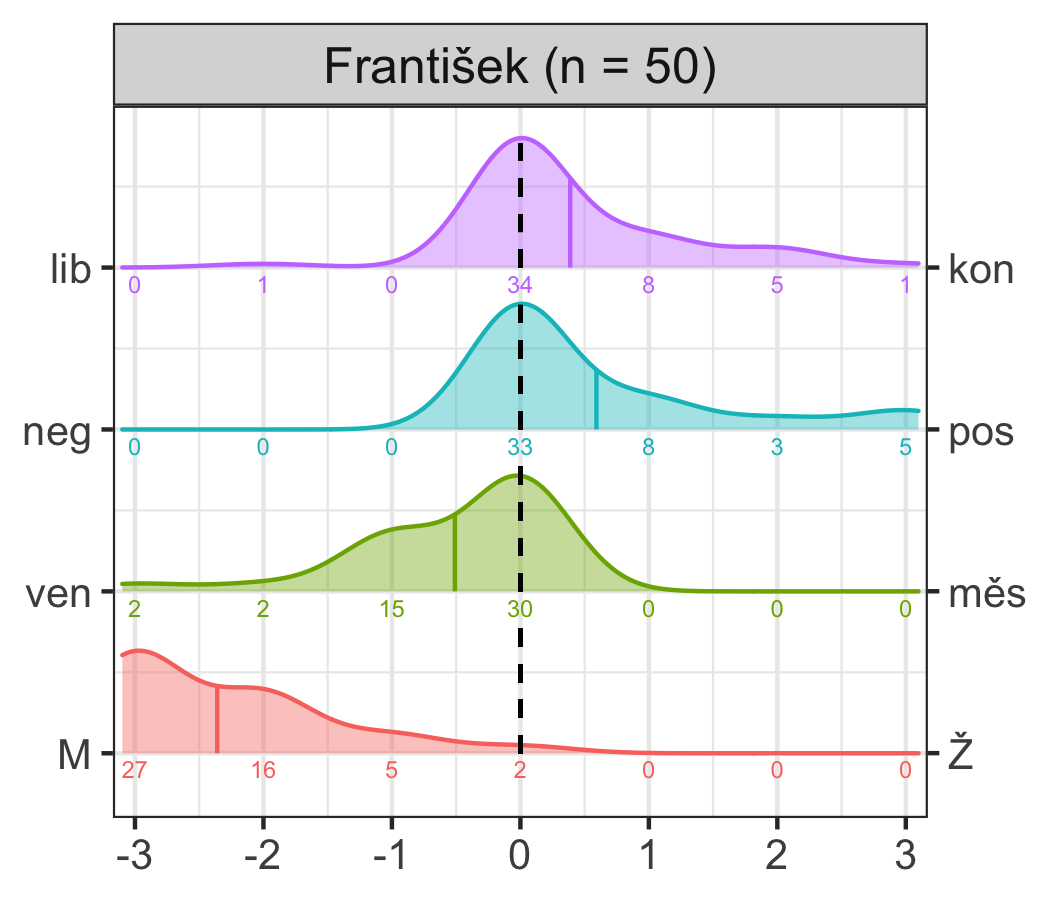 František (n = 50)
lib kon
0 1 0 34 8 5 1
neg pos
0 0 0 33 8 3 5
ven měs
2 2 15 30 0 0 0
M Ž
27 16 5 2 0 0 0
-3 -2 -1 0 1 2 3